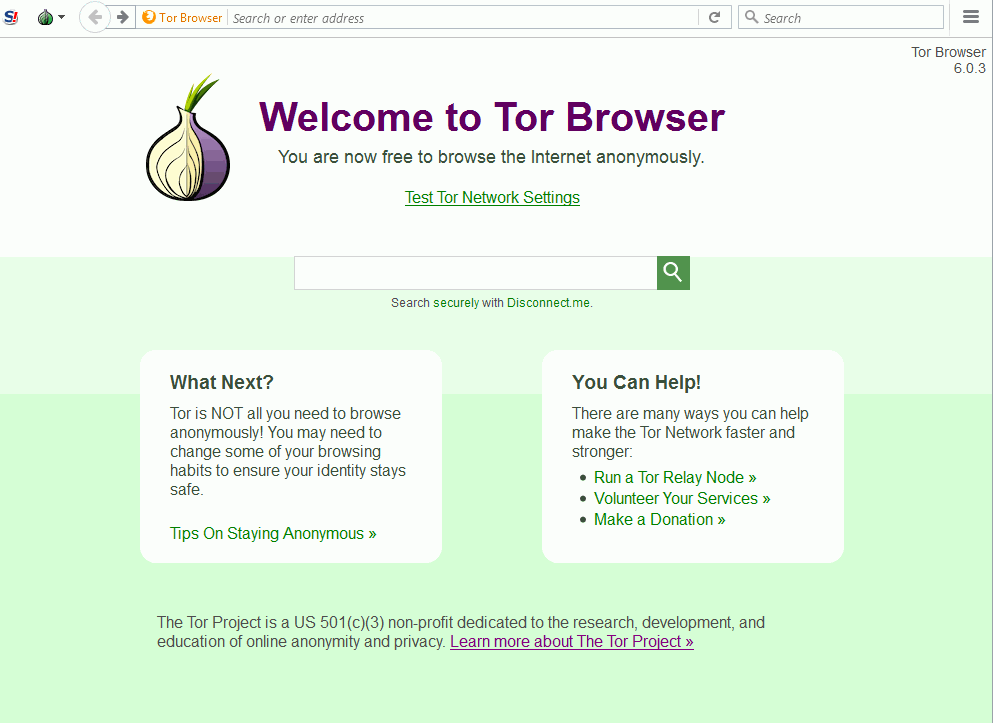 S!
Tor Browser
Search or enter address
Search
Tor Browser
6.0.3
Welcome to Tor Browser
You are now free to browse the Internet anonymously.
Test Tor Network Settings
Search securely with Disconnect.me.
What Next?
Tor is NOT all you need to browse
anonymously! You may need to
change some of your browsing
habits to ensure your identity stays
safe.
Tips On Staying Anonymous »
You Can Help!
There are many ways you can help
make the Tor Network faster and
stronger:
Run a Tor Relay Node »
Volunteer Your Services »
Make a Donation »
The Tor Project is a US 501(c)(3) non-profit dedicated to the research, development, and
education of online anonymity and privacy. Learn more about The Tor Project »